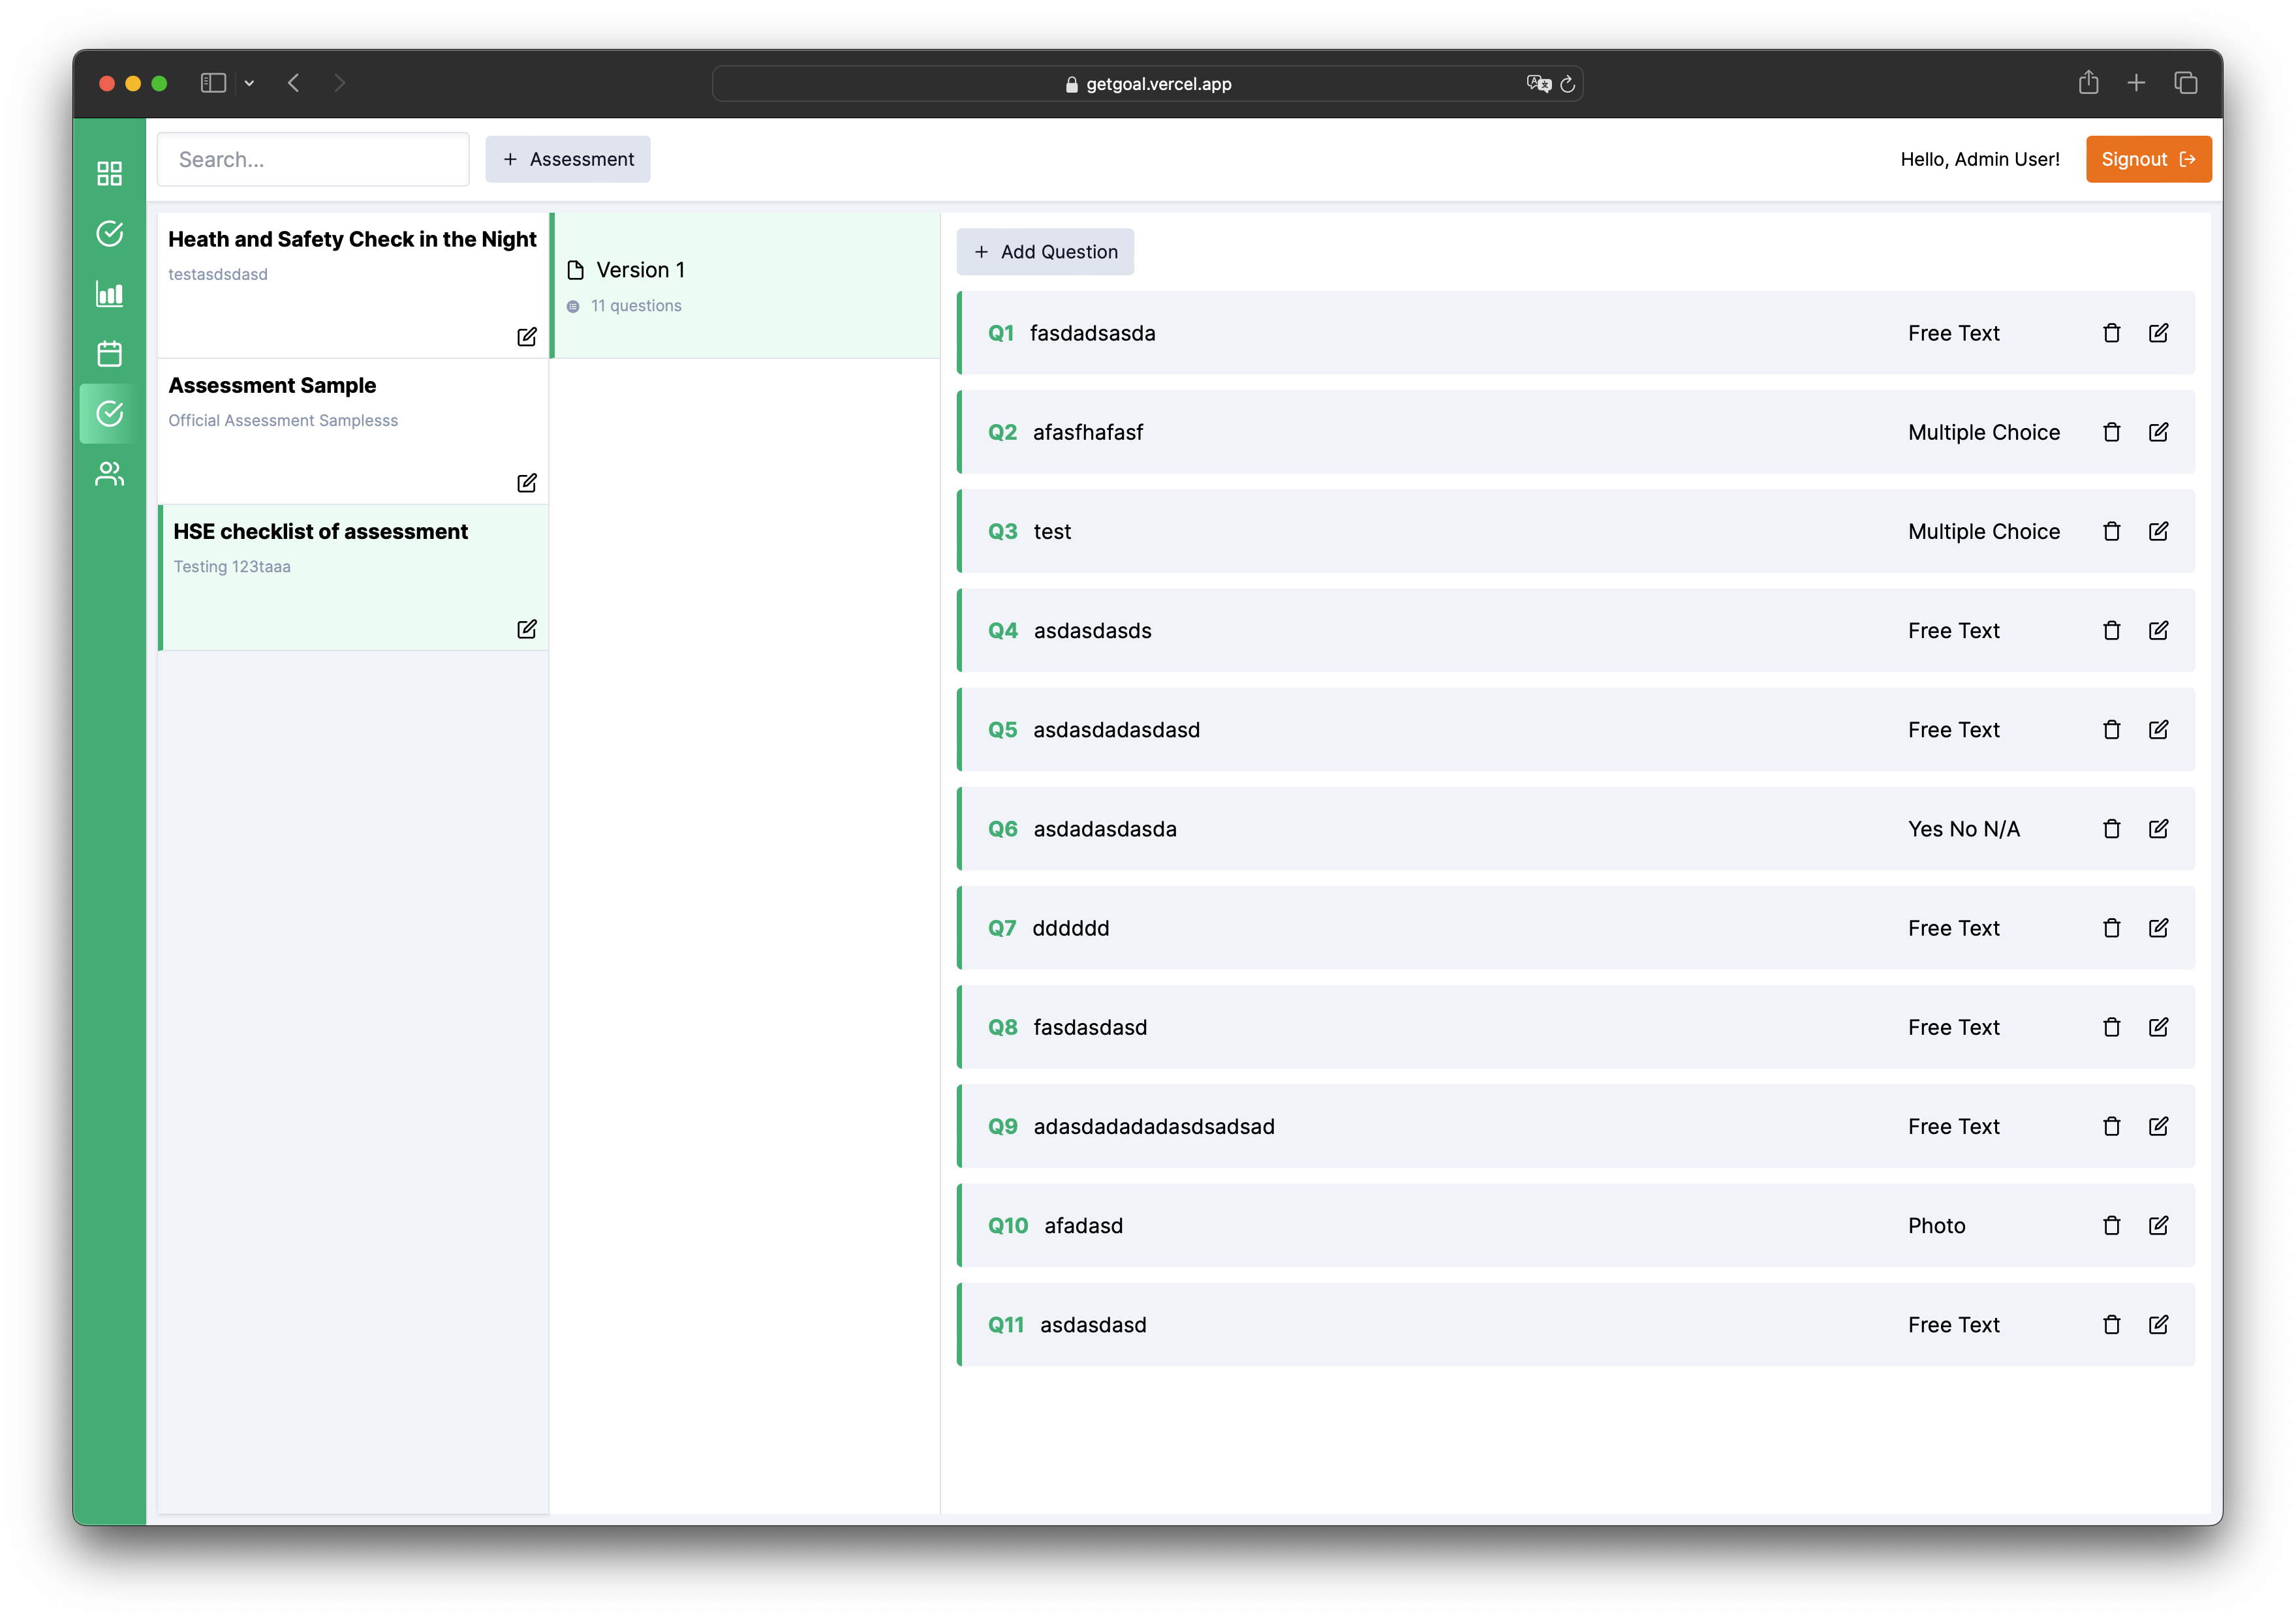 getgoal.vercel.app
Search...
+ Assessment
Hello, Admin User!
Signout
Heath and Safety Check in the Night
testasdsdasd
Assessment Sample
Official Assessment Samplesss
HSE checklist of assessment
Testing 123taaa
Version 1
11 questions
+ Add Question
Q1 fasdadsasda Free Text
Q2 afasfhafasf Multiple Choice
Q3 test Multiple Choice
Q4 asdasdasds Free Text
Q5 asdasdadasdasd Free Text
Q6 asdadasdasda Yes No N/A
Q7 dddddd Free Text
Q8 fasdasdasd Free Text
Q9 adasdadadadasdsadsad Free Text
Q10 afadasd Photo
Q11 asdasdasd Free Text